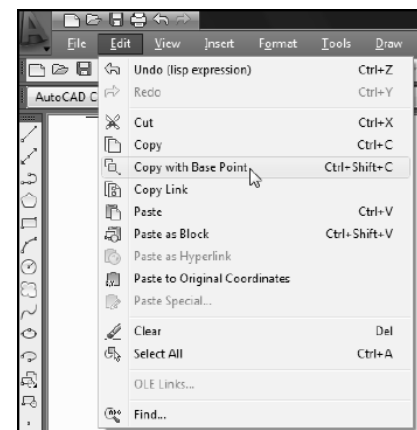 File Edit View Insert Format Tools Draw
AutoCAD C
Undo (lisp expression) Ctrl+Z
Redo Ctrl+Y
Cut Ctrl+X
Copy Ctrl+C
Copy with Base Point Ctrl+Shift+C
Copy Link
Paste Ctrl+V
Paste as Block Ctrl+Shift+V
Paste as Hyperlink
Paste to Original Coordinates
Paste Special...
Clear Del
Select All Ctrl+A
OLE Links...
Find...